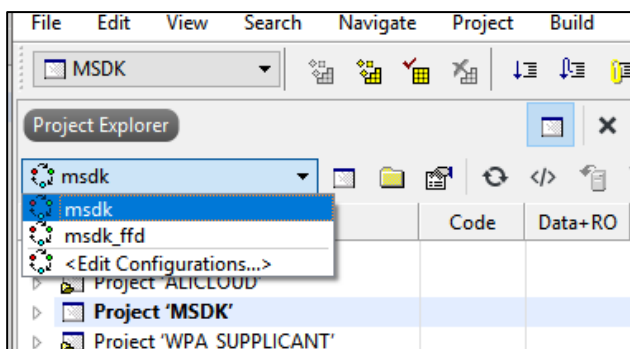 File Edit View Search Navigate Project Build
MSDK
Project Explorer
msdk
msdk
Code Data+RO
msdk_ffd
<Edit Configurations...>
Project 'ALICLOUD'
Project 'MSDK'
Project 'WPA_SUPPLICANT'